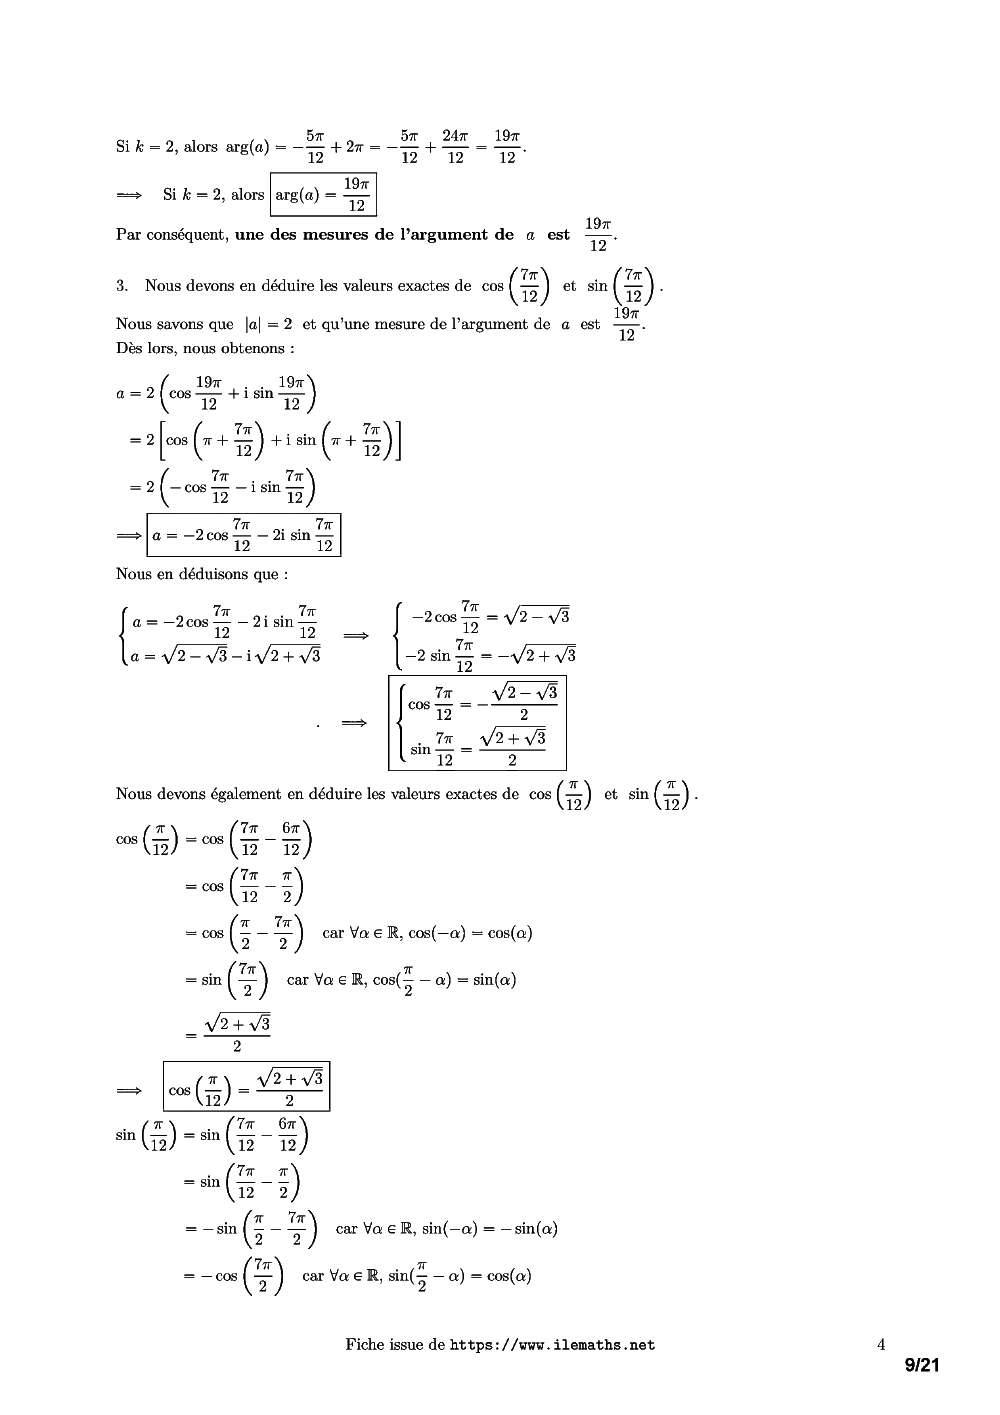 Si k = 2, alors arg(a) = −5π/12 + 2π = −5π/12 + 24π/12 = 19π/12.
⟹ Si k = 2, alors arg(a) = 19π/12
Par conséquent, une des mesures de l'argument de a est 19π/12.
3. Nous devons en déduire les valeurs exactes de cos(7π/12) et sin(7π/12).
Nous savons que |a| = 2 et qu'une mesure de l'argument de a est 19π/12.
Dès lors, nous obtenons :
a = 2(cos 19π/12 + i sin 19π/12)
= 2[cos(π + 7π/12) + i sin(π + 7π/12)]
= 2(−cos 7π/12 − i sin 7π/12)
⟹ a = −2 cos 7π/12 − 2i sin 7π/12
Nous en déduisons que :
{ a = −2 cos 7π/12 − 2 i sin 7π/12 ⟹ { −2 cos 7π/12 = √(2 − √3)
a = √(2 − √3) − i √(2 + √3) −2 sin 7π/12 = −√(2 + √3)
. ⟹ { cos 7π/12 = −√(2 − √3)/2
sin 7π/12 = √(2 + √3)/2
Nous devons également en déduire les valeurs exactes de cos(π/12) et sin(π/12).
cos(π/12) = cos(7π/12 − 6π/12)
= cos(7π/12 − π/2)
= cos(π/2 − 7π/2) car ∀α ∈ ℝ, cos(−α) = cos(α)
= sin(7π/2) car ∀α ∈ ℝ, cos(π/2 − α) = sin(α)
= √(2 + √3)/2
⟹ cos(π/12) = √(2 + √3)/2
sin(π/12) = sin(7π/12 − 6π/12)
= sin(7π/12 − π/2)
= −sin(π/2 − 7π/2) car ∀α ∈ ℝ, sin(−α) = −sin(α)
= −cos(7π/2) car ∀α ∈ ℝ, sin(π/2 − α) = cos(α)
Fiche issue de https://www.ilemaths.net 4
9/21